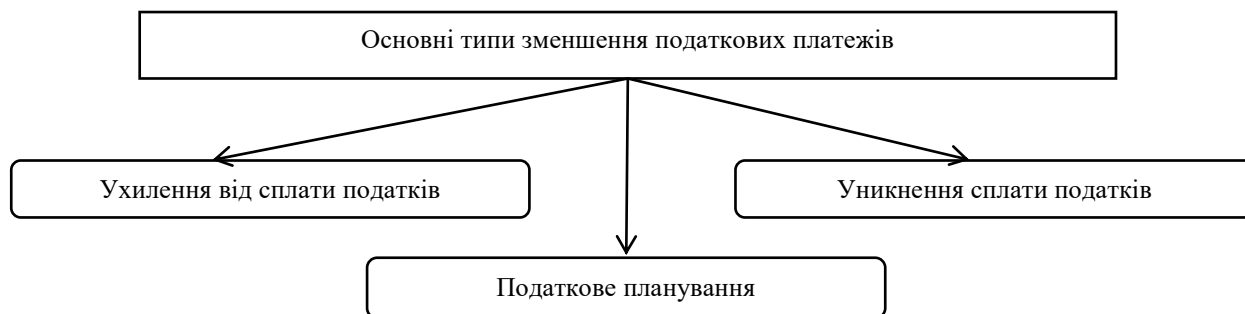 Основні типи зменшення податкових платежів
Ухилення від сплати податків
Уникнення сплати податків
Податкове планування